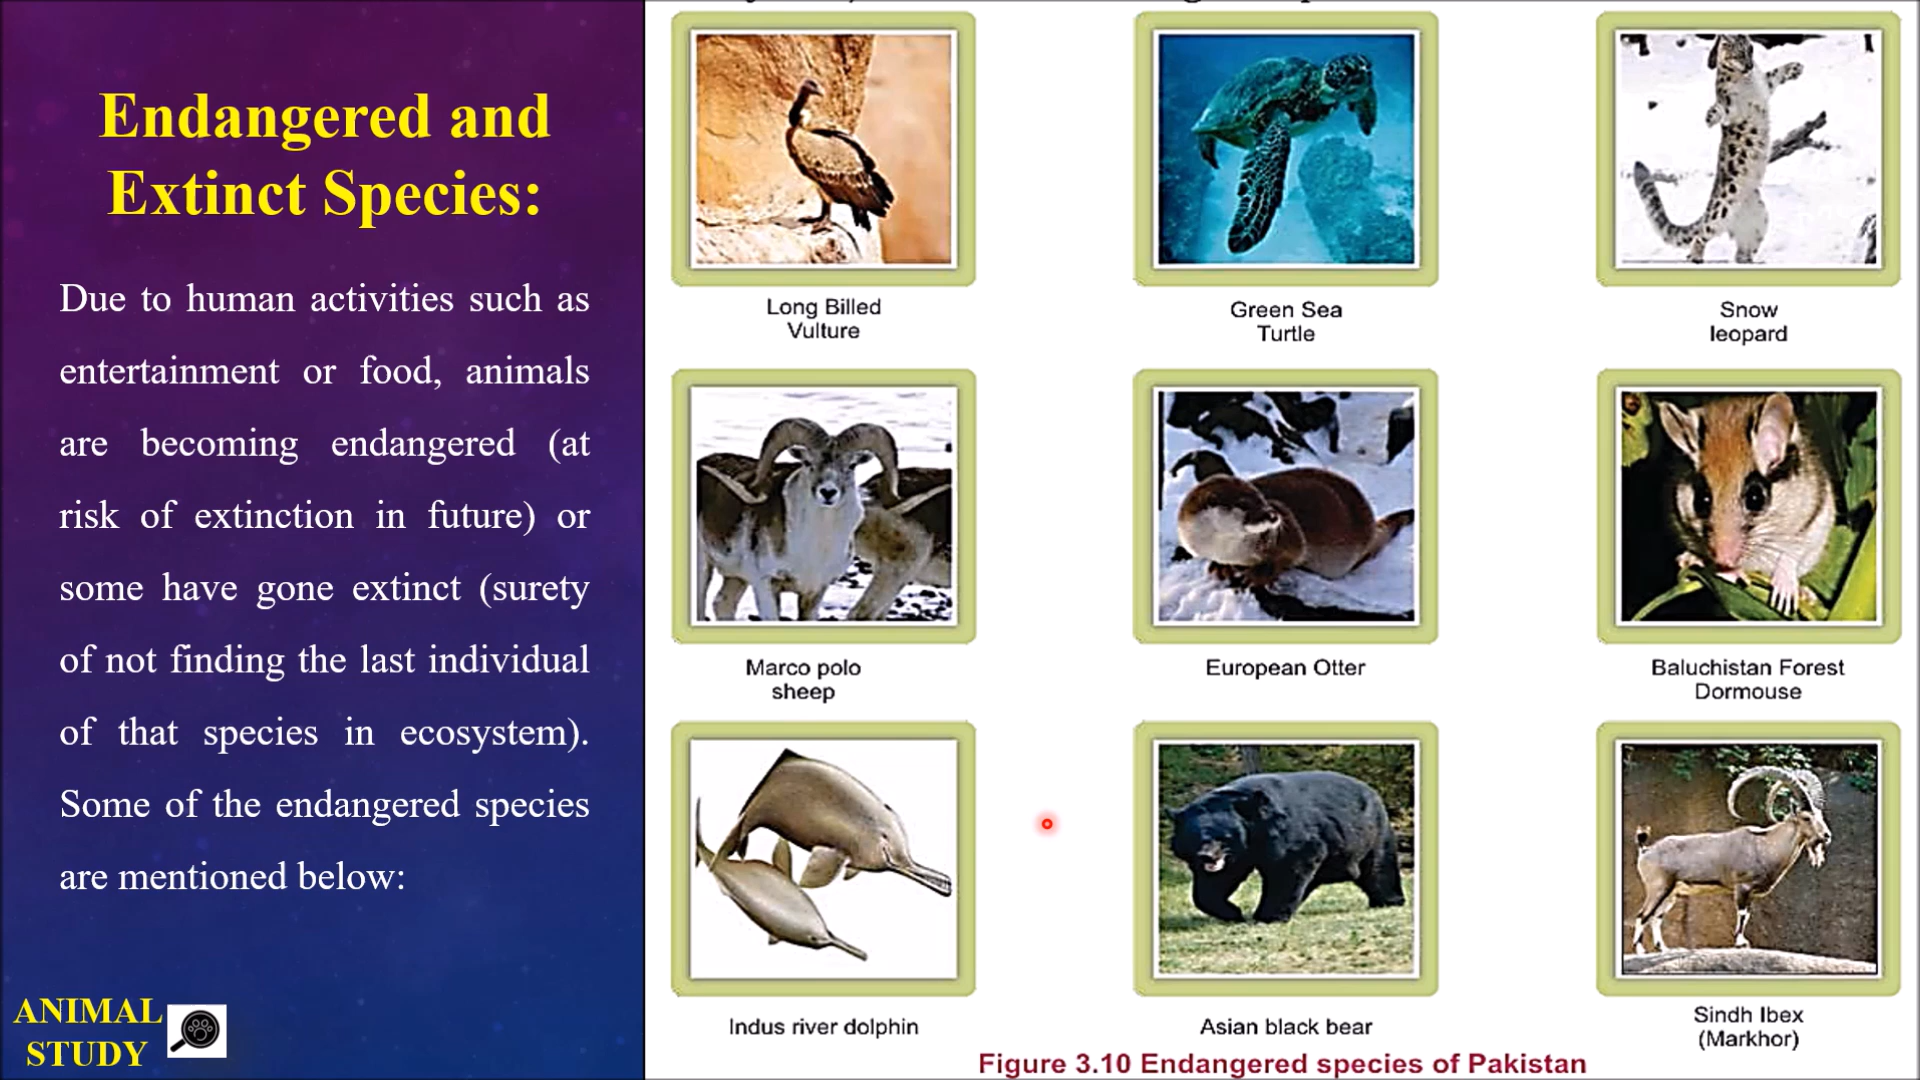 Endangered and
Extinct Species:
Due to human activities such as
entertainment or food, animals
are becoming endangered (at
risk of extinction in future) or
some have gone extinct (surety
of not finding the last individual
of that species in ecosystem).
Some of the endangered species
are mentioned below:
ANIMAL
STUDY
Long Billed
Vulture
Green Sea
Turtle
Snow
leopard
Marco polo
sheep
European Otter
Baluchistan Forest
Dormouse
Indus river dolphin
Asian black bear
Sindh Ibex
(Markhor)
Figure 3.10 Endangered species of Pakistan